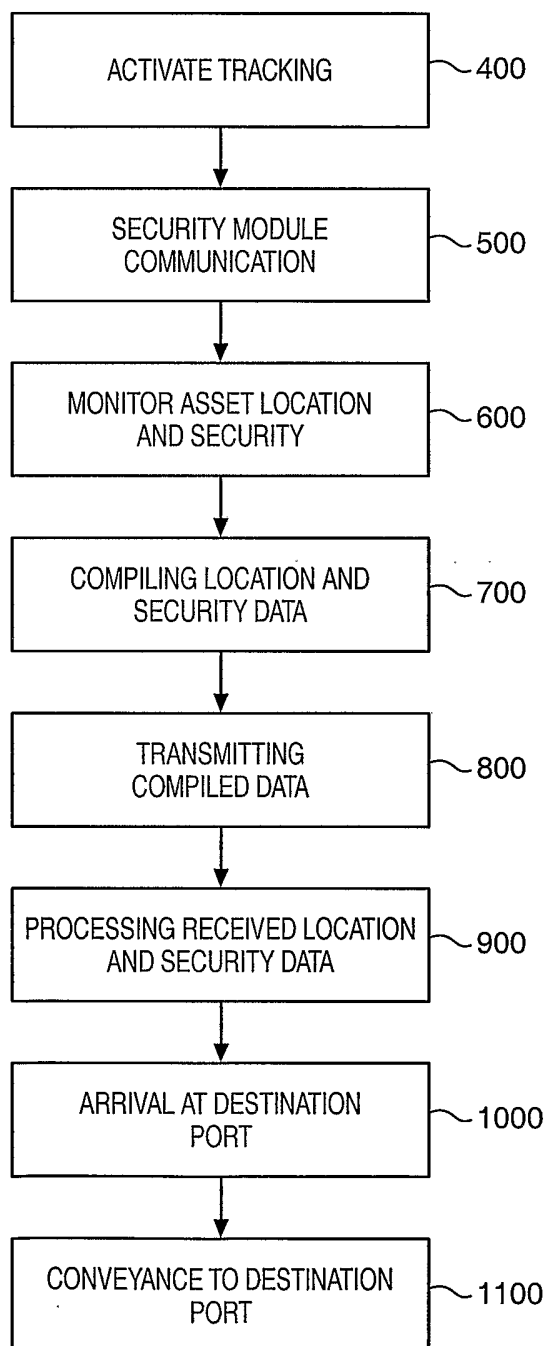 ACTIVATE TRACKING
400
SECURITY MODULE
COMMUNICATION
500
MONITOR ASSET LOCATION
AND SECURITY
600
COMPILING LOCATION AND
SECURITY DATA
700
TRANSMITTING
COMPILED DATA
800
PROCESSING RECEIVED LOCATION
AND SECURITY DATA
900
ARRIVAL AT DESTINATION
PORT
1000
CONVEYANCE TO DESTINATION
PORT
1100